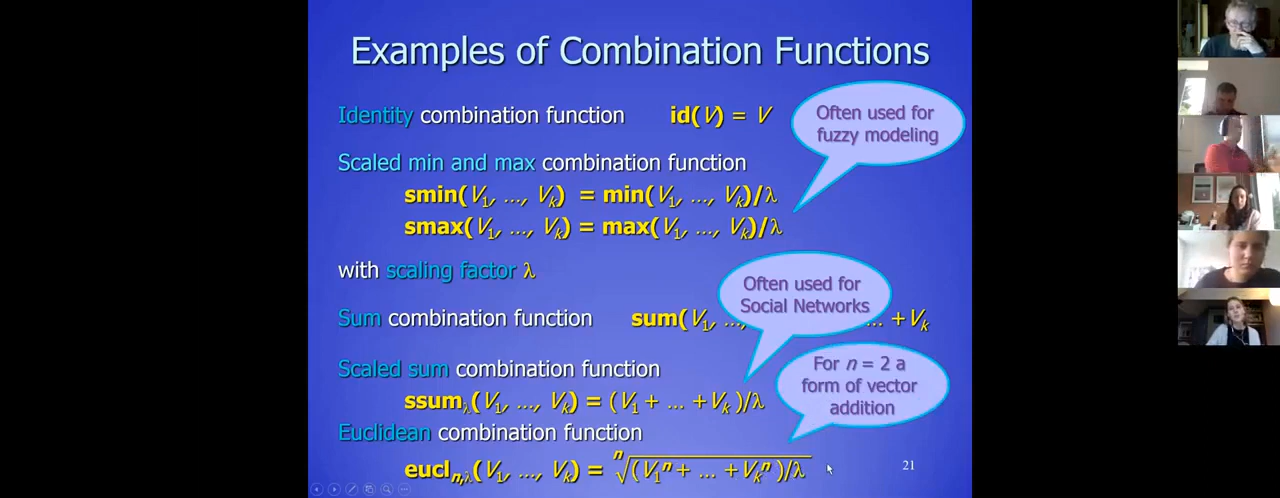 Examples of Combination Functions
Identity combination function id(V) = V
Often used for
fuzzy modeling
Scaled min and max combination function
smin(V₁, ..., Vₖ) = min(V₁, ..., Vₖ)/λ
smax(V₁, ..., Vₖ) = max(V₁, ..., Vₖ)/λ
with scaling factor λ
Often used for
Social Networks
Sum combination function sum(V₁, ..., ... +Vₖ
Scaled sum combination function
ssum_λ(V₁, ..., Vₖ) = (V₁ + ... +Vₖ)/λ
For n = 2 a
form of vector
addition
Euclidean combination function
eucl_n,λ(V₁, ..., Vₖ) = ⁿ√(V₁ⁿ + ... +Vₖⁿ)/λ
21